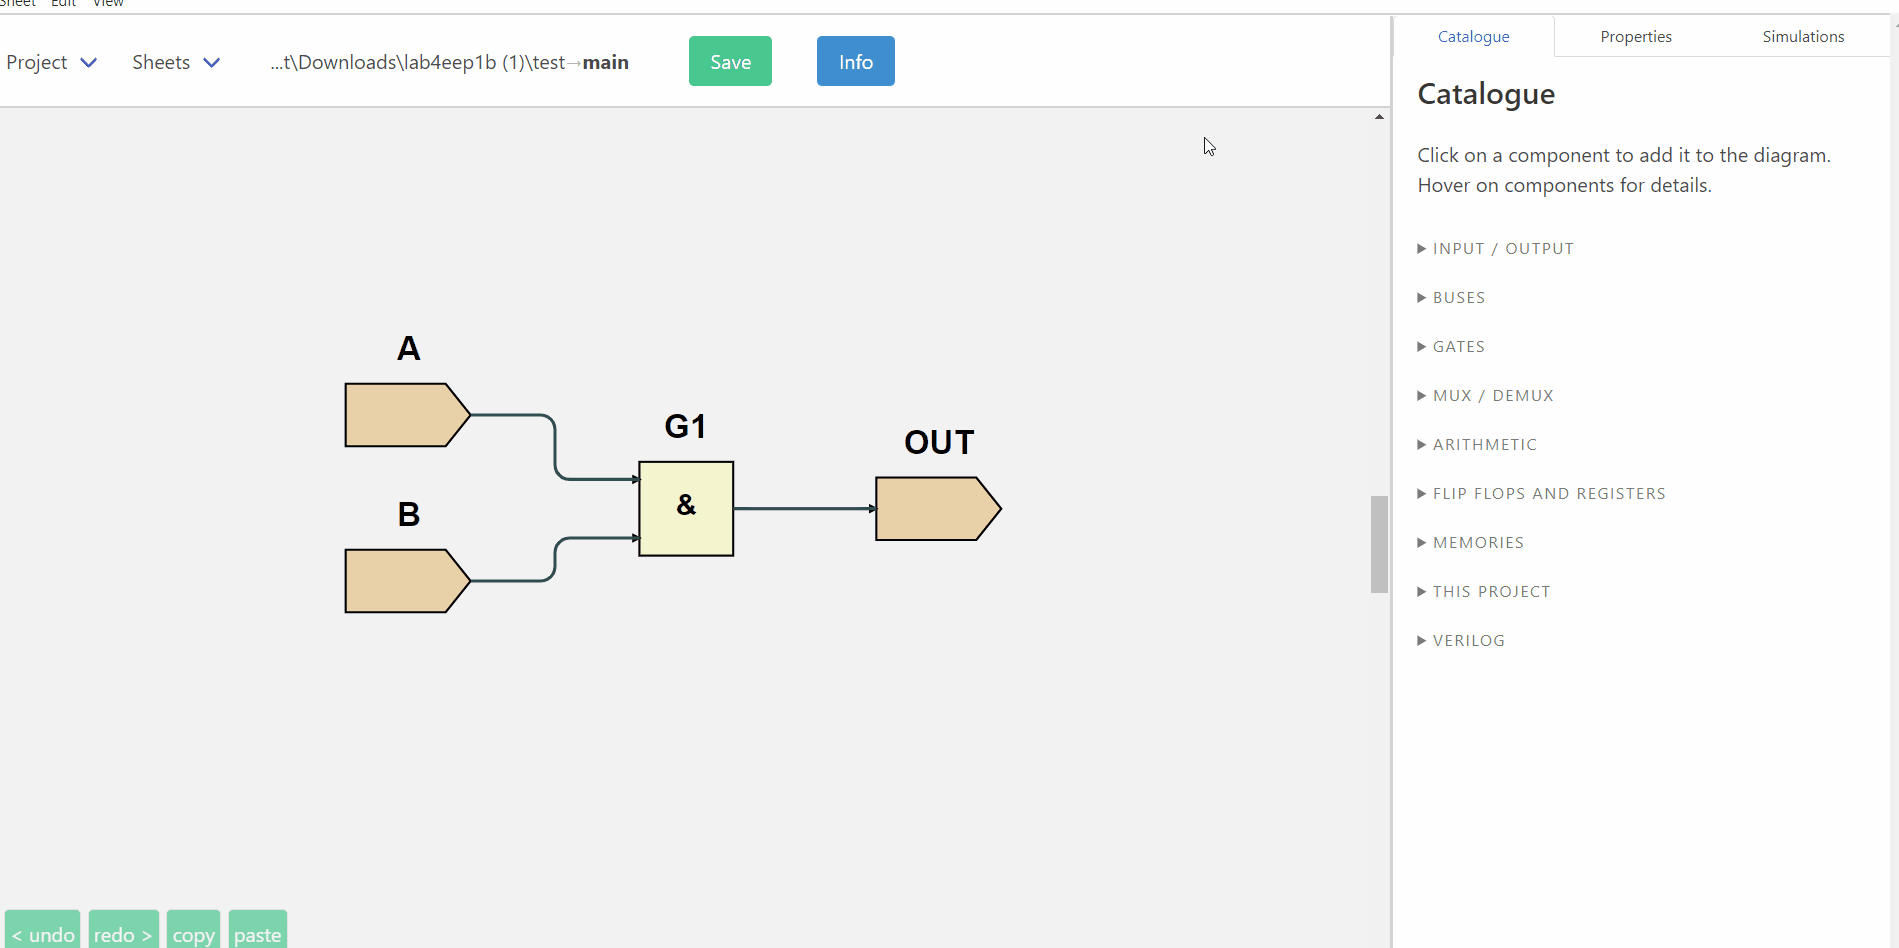 Sheet Edit View
Project Sheets ...t\Downloads\lab4eep1b (1)\test→main Save Info
Catalogue Properties Simulations
Catalogue
Click on a component to add it to the diagram.
Hover on components for details.
INPUT / OUTPUT
BUSES
GATES
MUX / DEMUX
ARITHMETIC
FLIP FLOPS AND REGISTERS
MEMORIES
THIS PROJECT
VERILOG
A
B
G1
&
OUT
< undo redo > copy paste